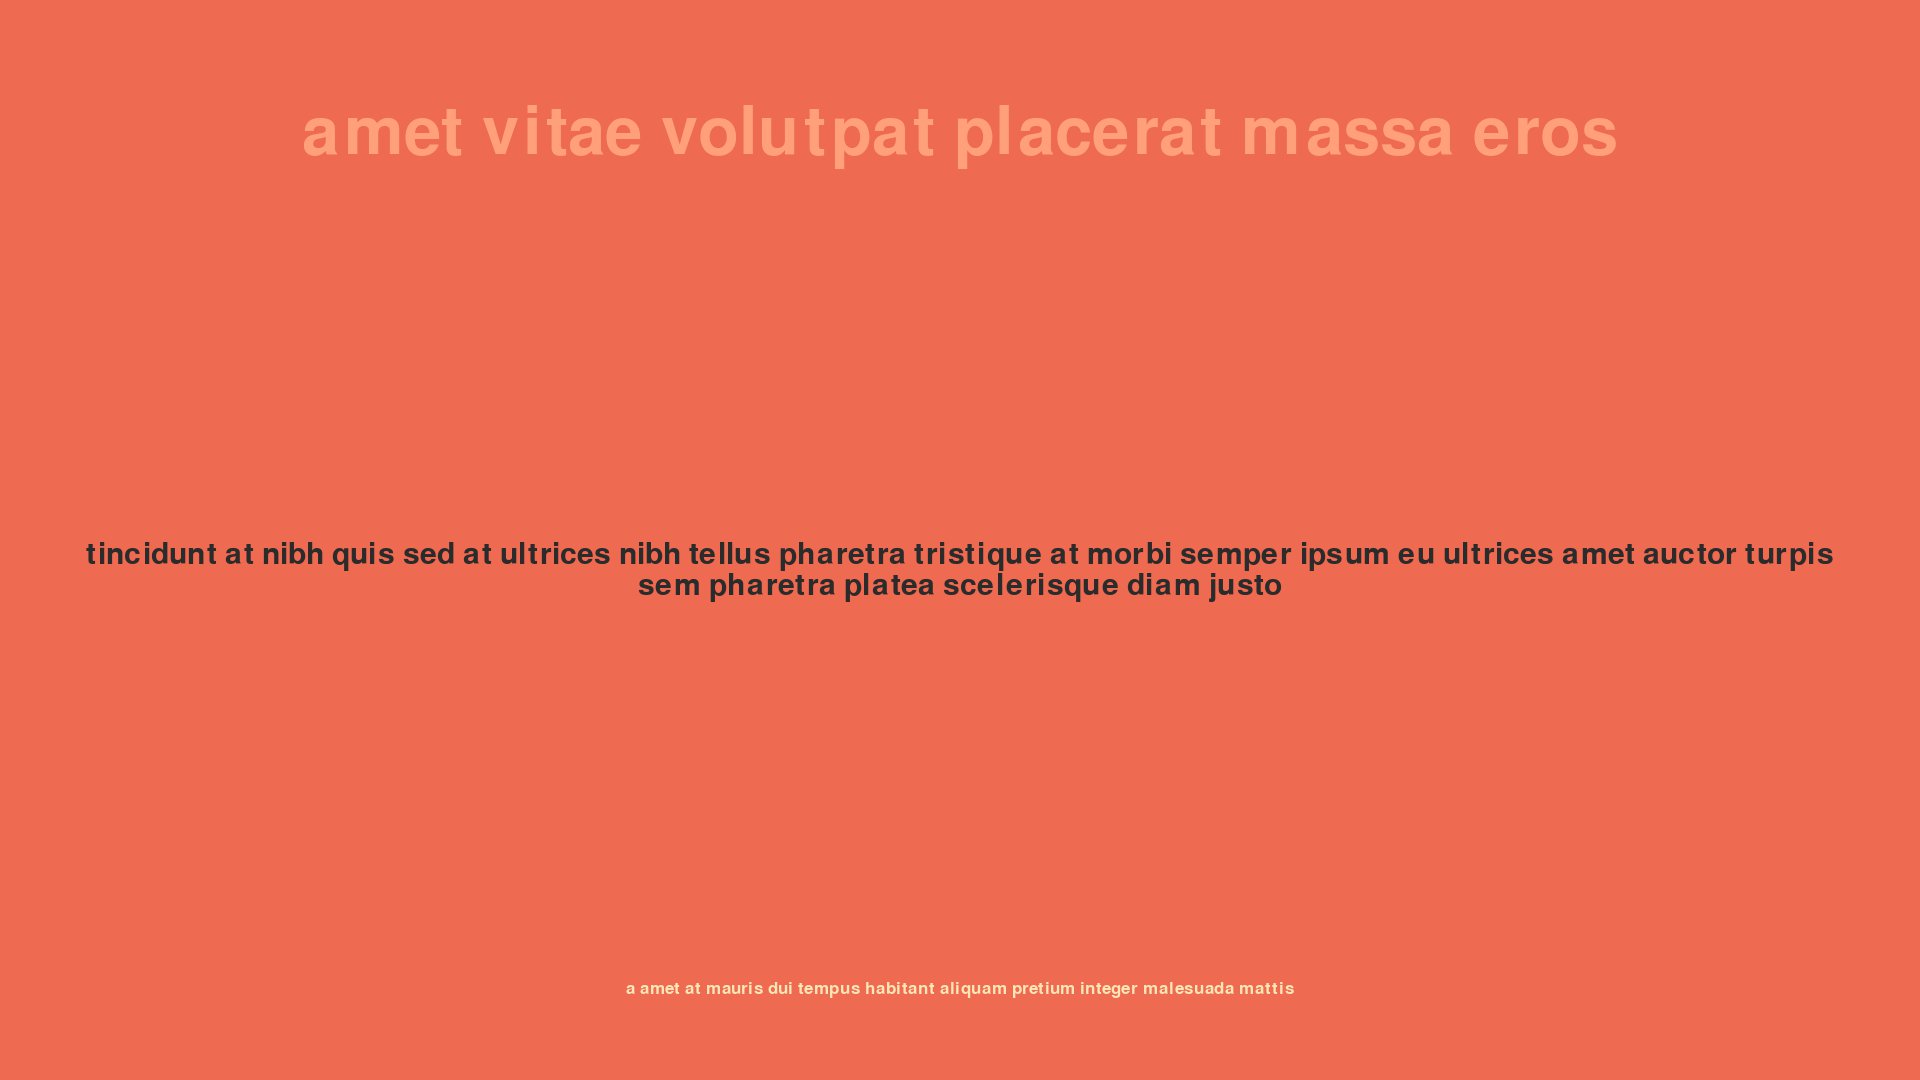 amet vitae volutpat placerat massa eros
tincidunt at nibh quis sed at ultrices nibh tellus pharetra tristique at morbi semper ipsum eu ultrices amet auctor turpis
sem pharetra platea scelerisque diam justo
a amet at mauris dui tempus habitant aliquam pretium integer malesuada mattis